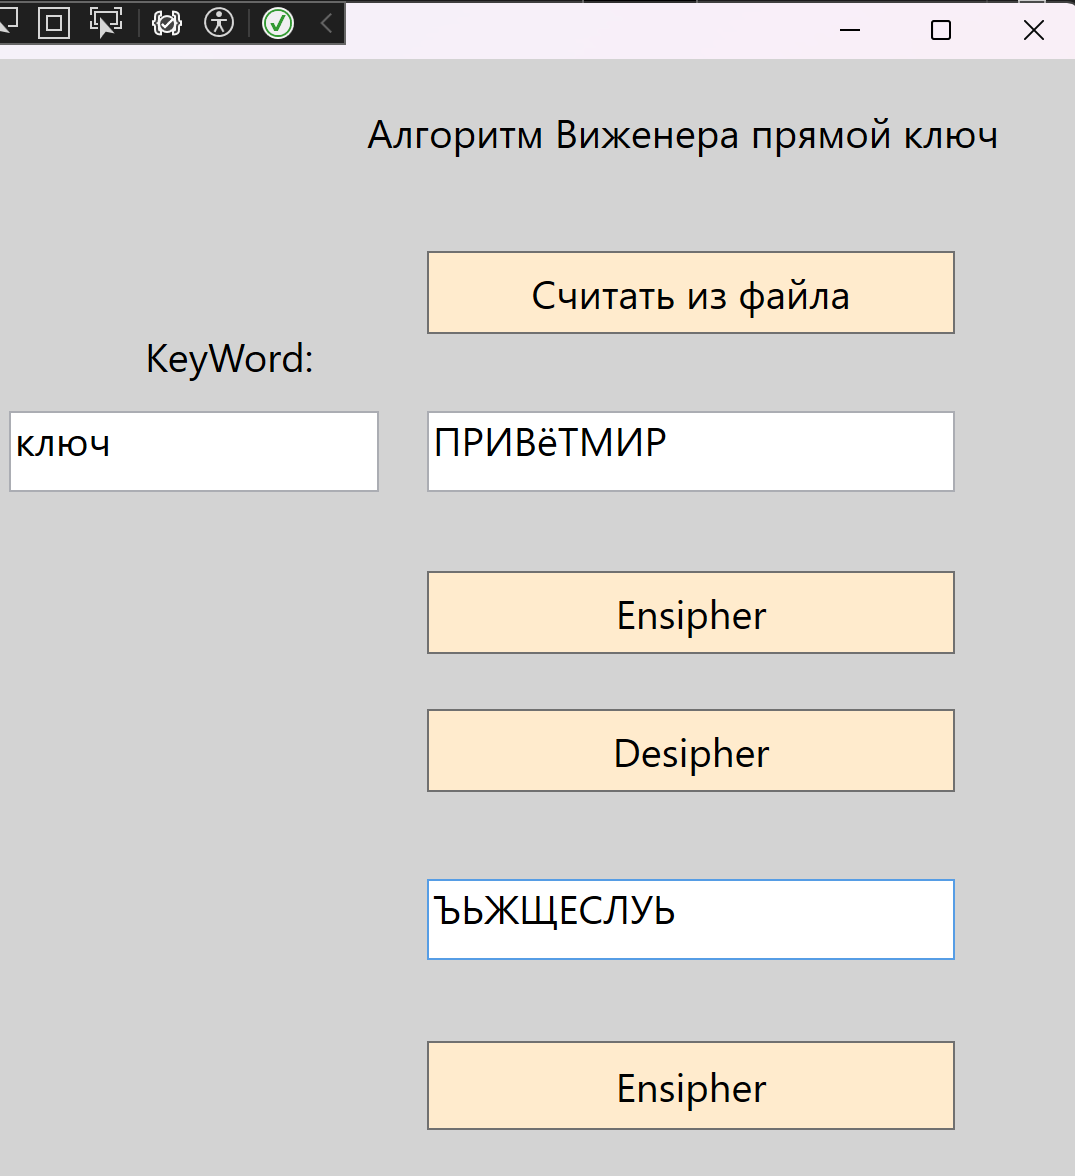 Алгоритм Виженера прямой ключ
Считать из файла
KeyWord:
ключ
ПРИВёТМИР
Ensipher
Desipher
ЪЬЖЩЕСЛУЬ
Ensipher